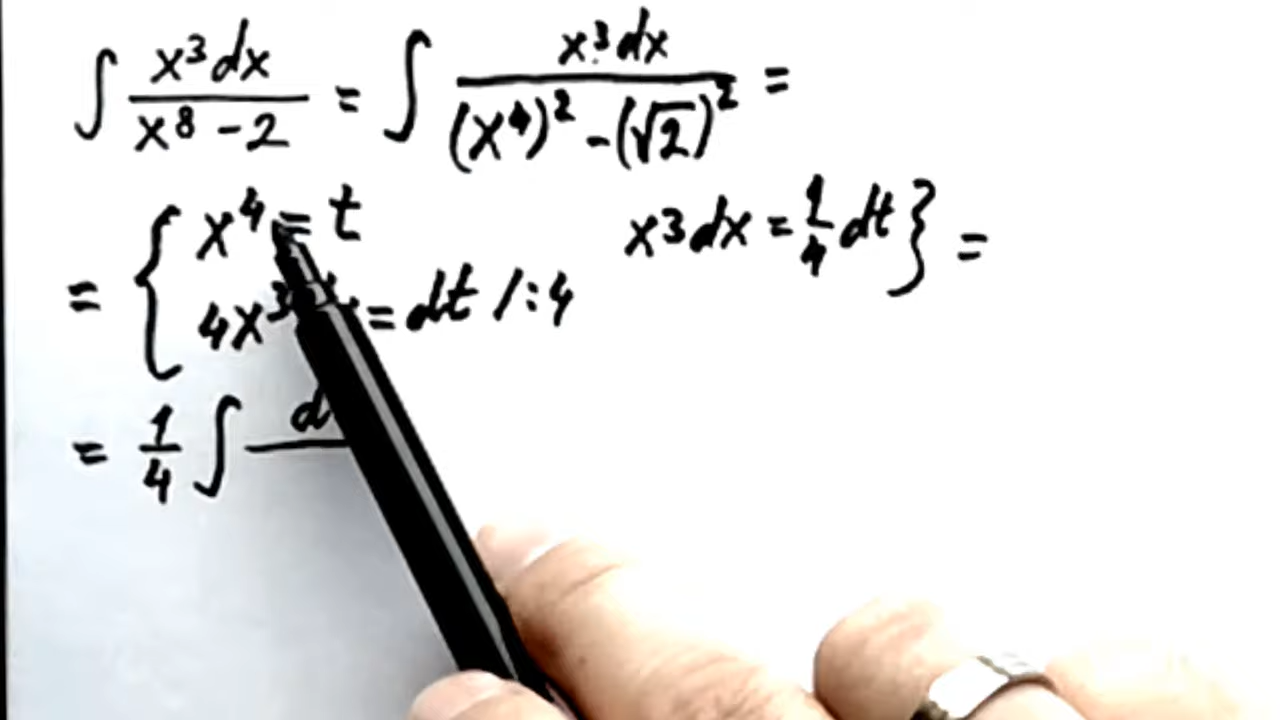 ∫ x³dx / x⁸ - 2 = ∫ x³dx / (x⁴)² - (√2)² =
= { x⁴ = t x³dx = 1/4 dt } =
4x³ = dt /:4
= 1/4 ∫ d